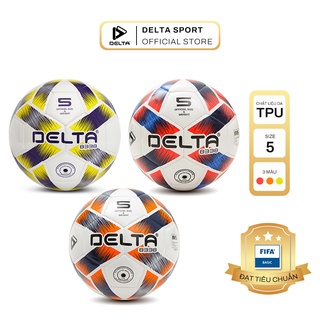 DELTA
DELTA SPORT
OFFICIAL STORE
CHẤT LIỆU DA
TPU
SIZE
5
3 MÀU
5
DELTA
5
DELTA
5
DELTA
FIFA
BASIC
ĐẠT TIÊU CHUẨN